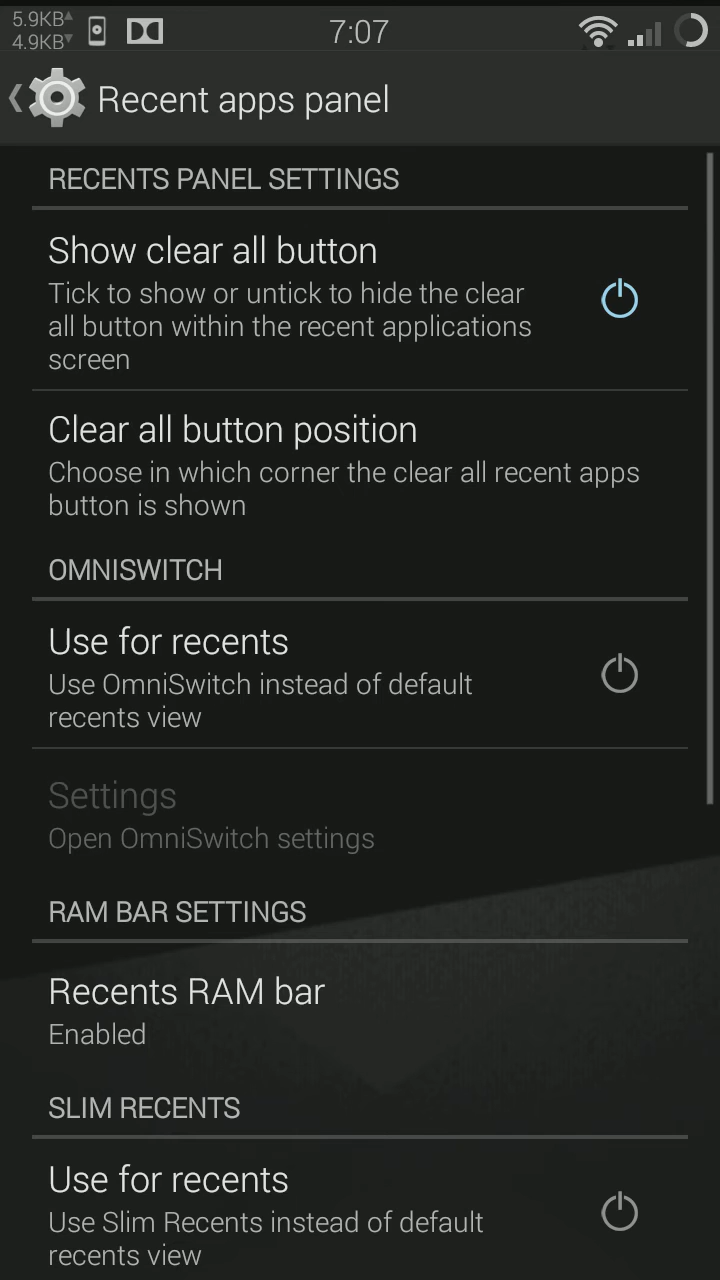 5.9KB
4.9KB
7:07
Recent apps panel
RECENTS PANEL SETTINGS
Show clear all button
Tick to show or untick to hide the clear
all button within the recent applications
screen
Clear all button position
Choose in which corner the clear all recent apps
button is shown
OMNISWITCH
Use for recents
Use OmniSwitch instead of default
recents view
Settings
Open OmniSwitch settings
RAM BAR SETTINGS
Recents RAM bar
Enabled
SLIM RECENTS
Use for recents
Use Slim Recents instead of default
recents view